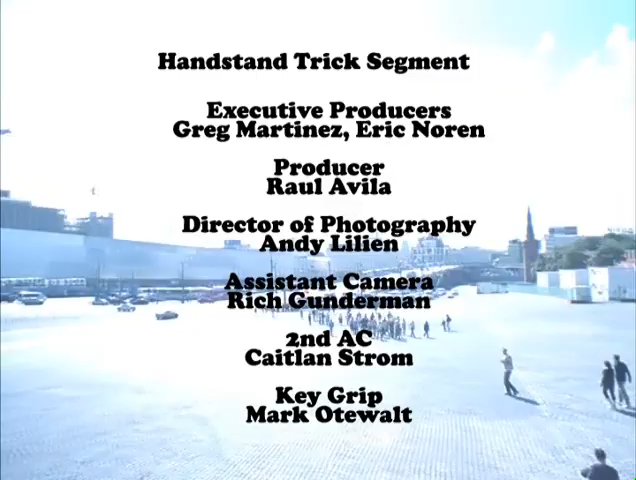 Handstand Trick Segment
Executive Producers
Greg Martinez, Eric Noren
Producer
Raul Avila
Director of Photography
Andy Lilien
Assistant Camera
Rich Gunderman
2nd AC
Caitlan Strom
Key Grip
Mark Otewalt